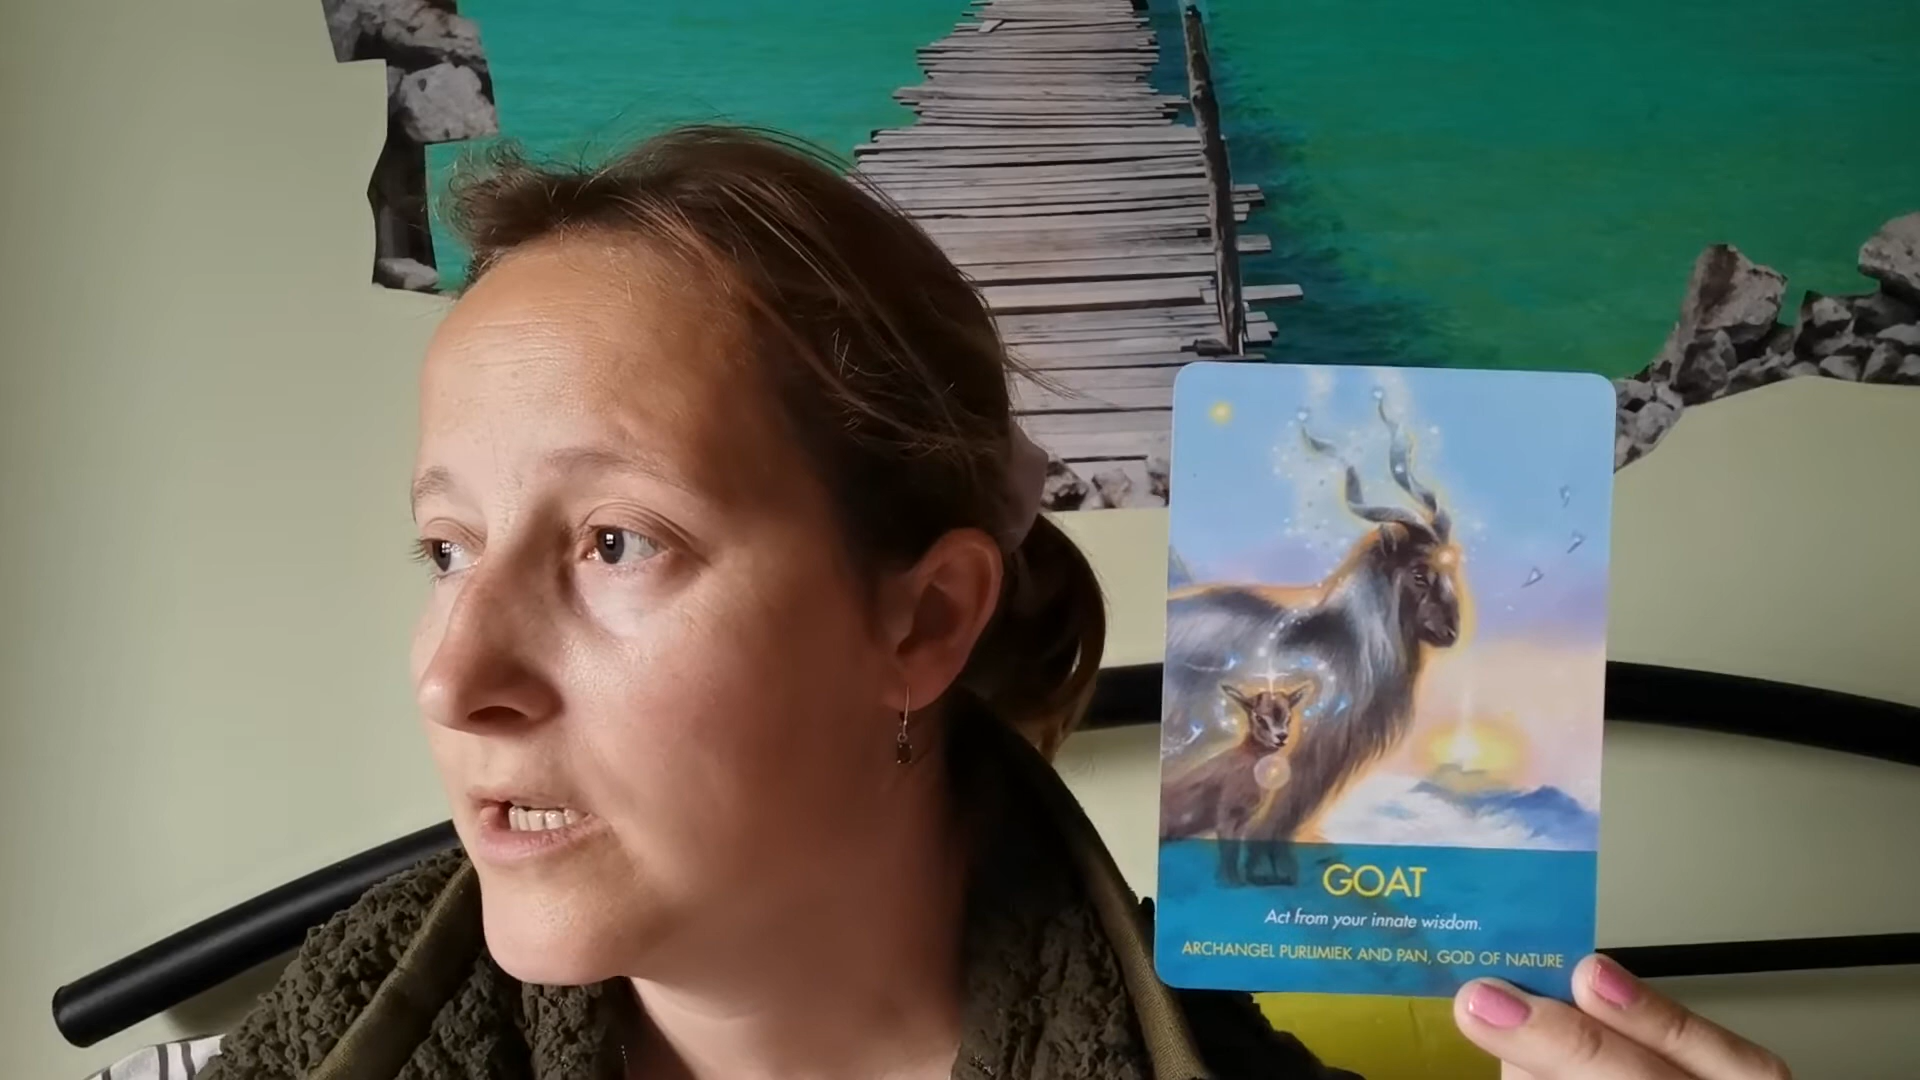 GOAT
Act from your innate wisdom.
ARCHANGEL PURLIMIEK AND PAN, GOD OF NATURE